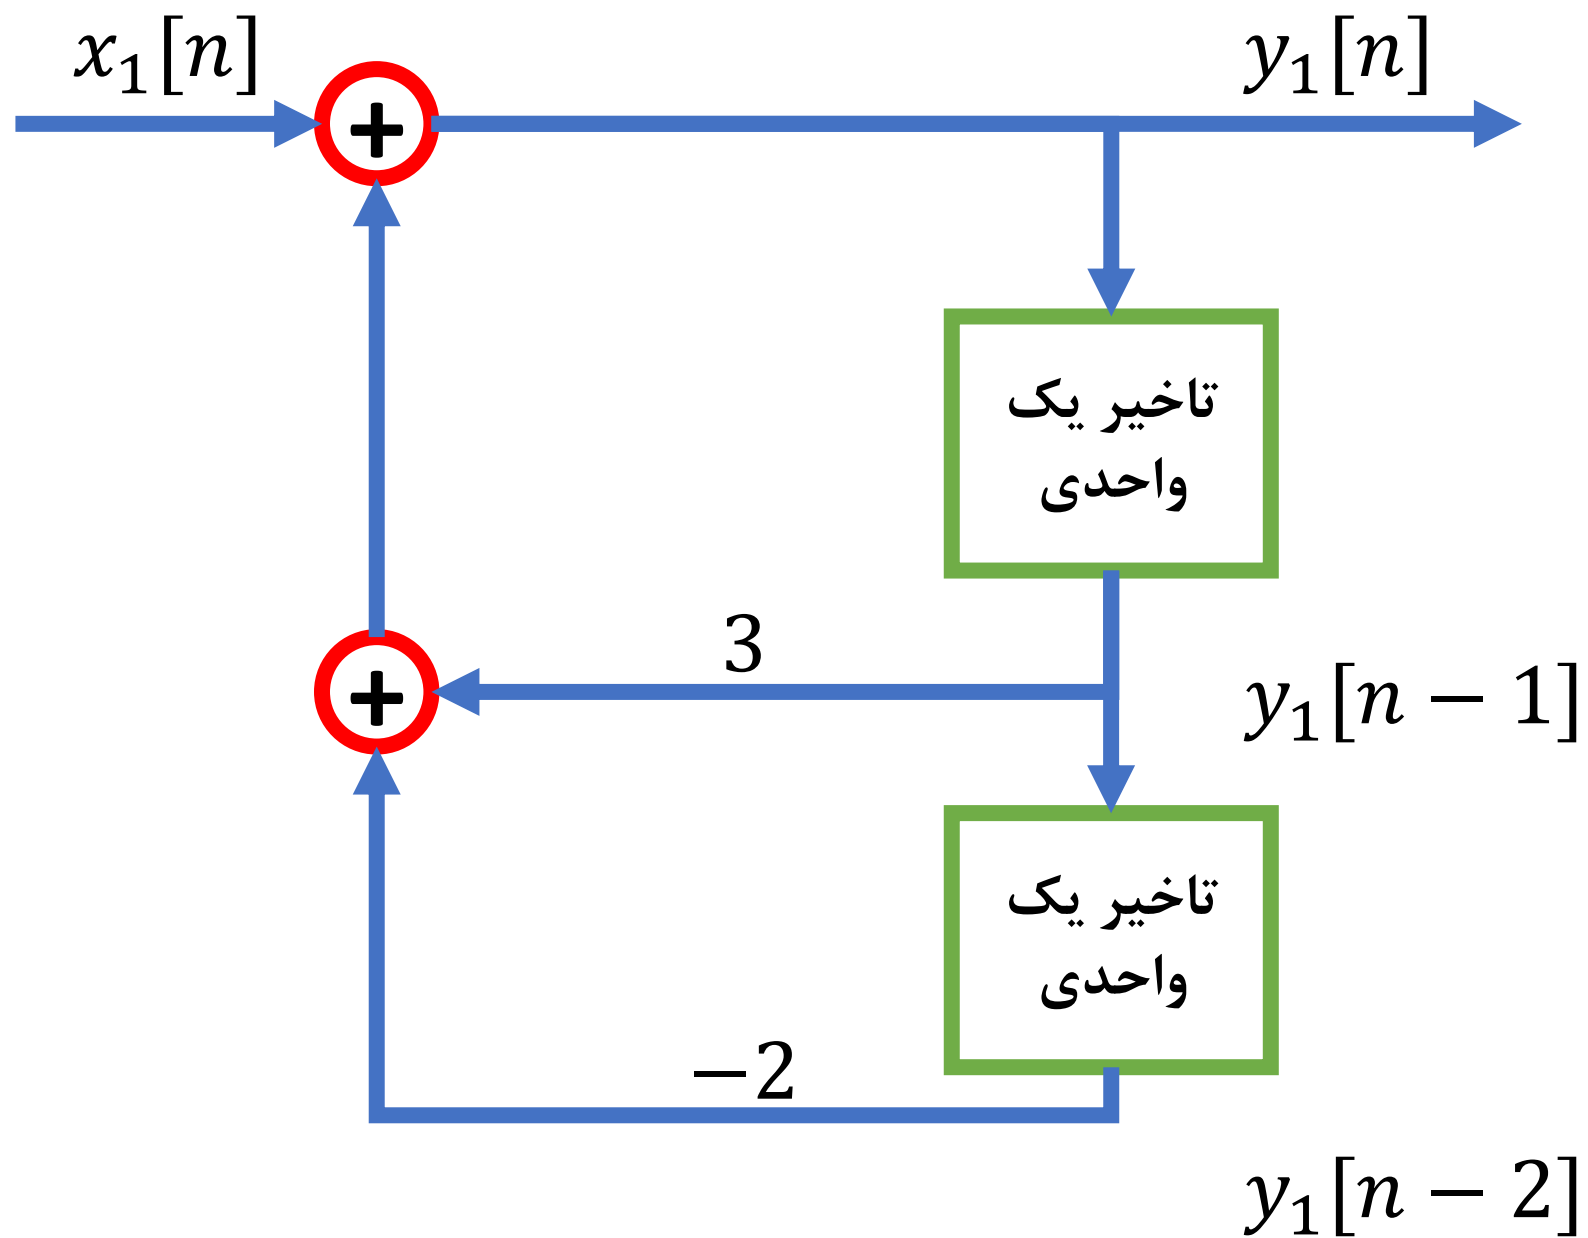 x₁[n]
y₁[n]
+
تاخیر یک
واحدی
3
+
y₁[n − 1]
تاخیر یک
واحدی
−2
y₁[n − 2]